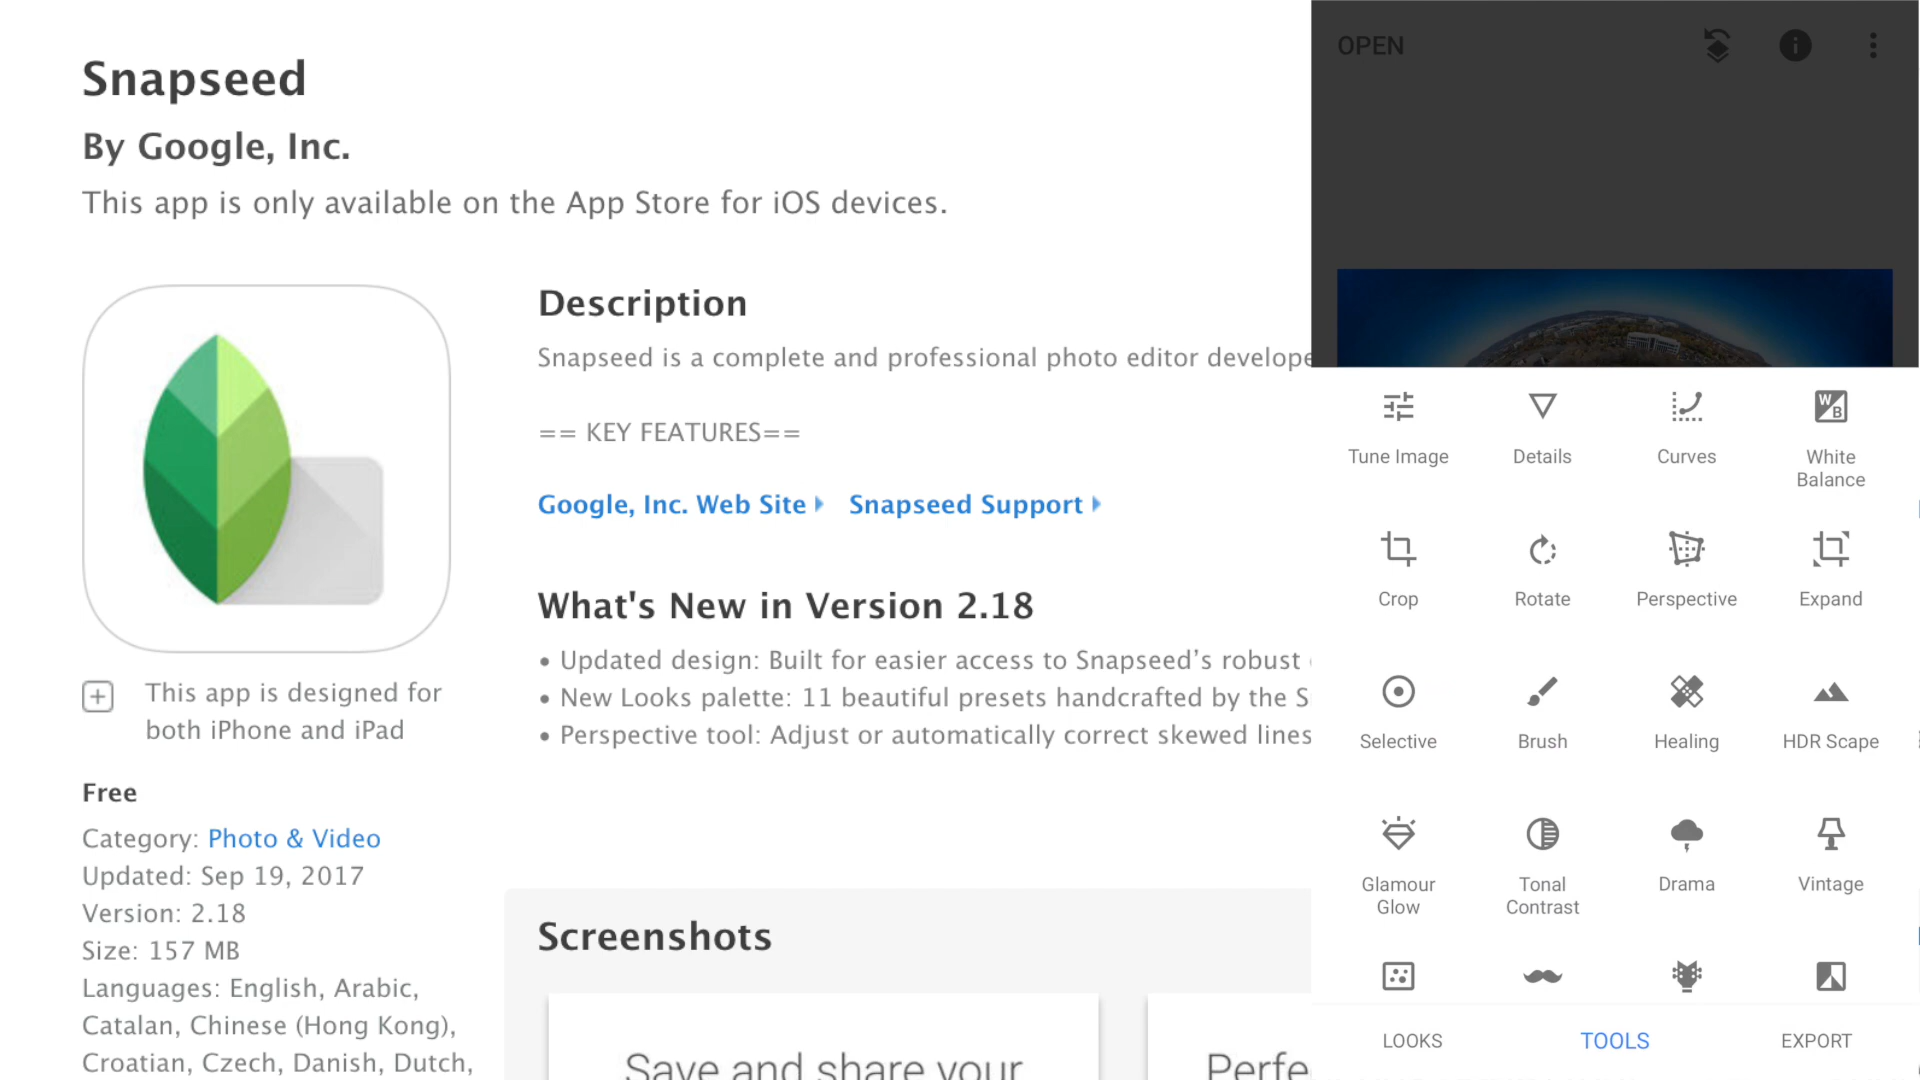 Snapseed
By Google, Inc.
This app is only available on the App Store for iOS devices.
This app is designed for
both iPhone and iPad
Free
Category: Photo & Video
Updated: Sep 19, 2017
Version: 2.18
Size: 157 MB
Languages: English, Arabic,
Catalan, Chinese (Hong Kong),
Croatian, Czech, Danish, Dutch,
Description
Snapseed is a complete and professional photo editor
== KEY FEATURES==
Google, Inc. Web Site Snapseed Support
What's New in Version 2.18
• Updated design: Built for easier access to Snapseed’s robust
• New Looks palette: 11 beautiful presets handcrafted by the
• Perspective tool: Adjust or automatically correct skewed lines
Screenshots
Save and share your
OPEN
Tune Image Details Curves White
Balance
Crop Rotate Perspective Expand
Selective Brush Healing HDR Scape
Glamour Tonal Drama Vintage
Glow Contrast
LOOKS TOOLS EXPORT